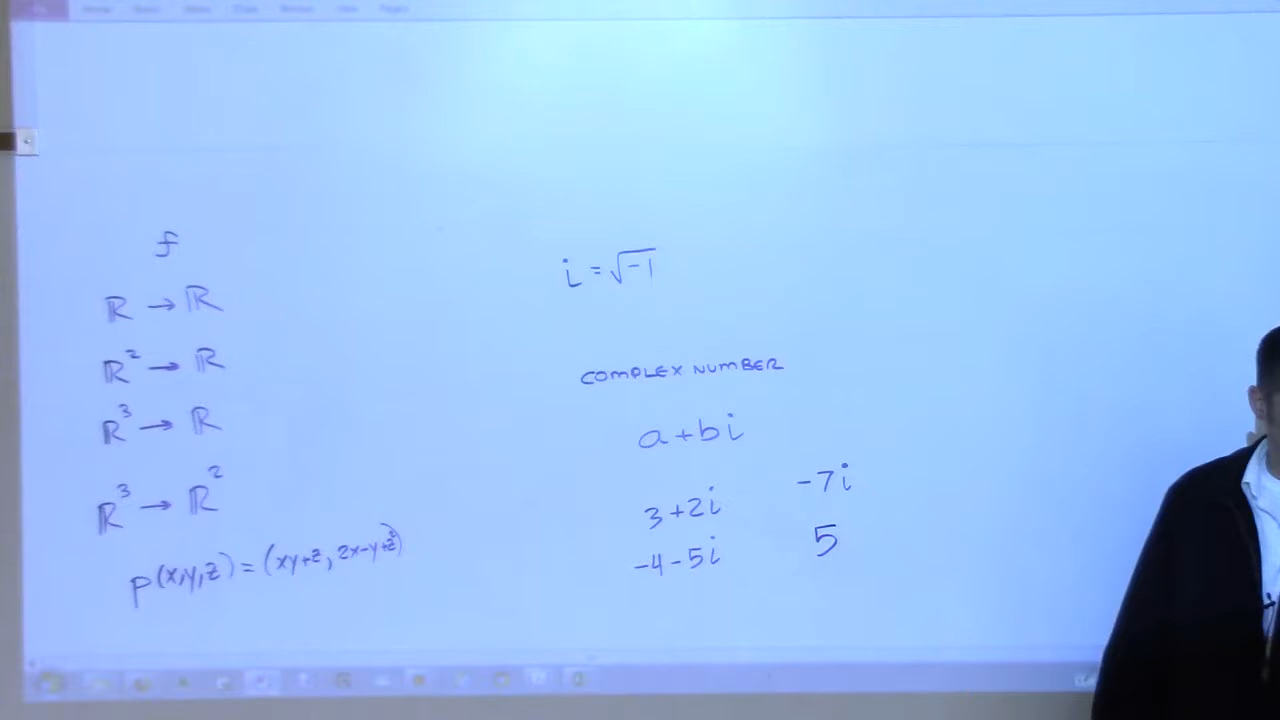 f
ℝ → ℝ
ℝ² → ℝ
ℝ³ → ℝ
ℝ³ → ℝ²
p(x,y,z) = (xy+z, 2x-y+z²)
i = √-1
COMPLEX NUMBER
a+bi
3+2i
-7i
-4-5i
5